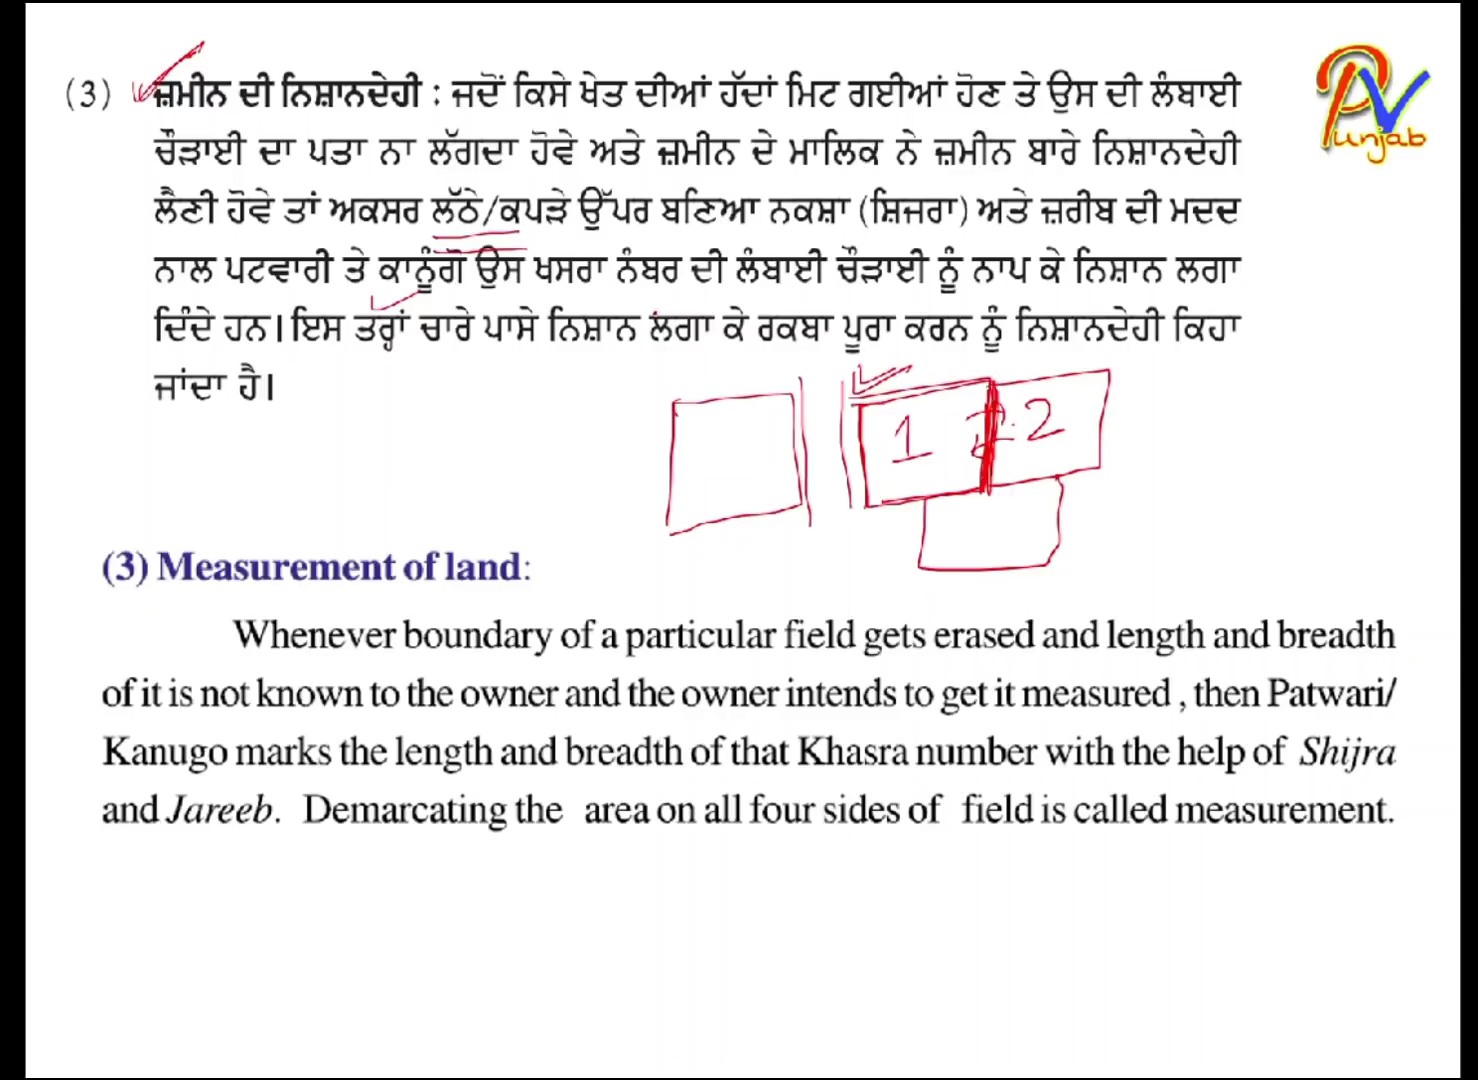 PV
Punjab
(3) ਜ਼ਮੀਨ ਦੀ ਨਿਸ਼ਾਨਦੇਹੀ : ਜਦੋਂ ਕਿਸੇ ਖੇਤ ਦੀਆਂ ਹੱਦਾਂ ਮਿਟ ਗਈਆਂ ਹੋਣ ਤੇ ਉਸ ਦੀ ਲੰਬਾਈ
ਚੌੜਾਈ ਦਾ ਪਤਾ ਨਾ ਲੱਗਦਾ ਹੋਵੇ ਅਤੇ ਜ਼ਮੀਨ ਦੇ ਮਾਲਿਕ ਨੇ ਜ਼ਮੀਨ ਬਾਰੇ ਨਿਸ਼ਾਨਦੇਹੀ
ਲੈਣੀ ਹੋਵੇ ਤਾਂ ਅਕਸਰ ਲੱਠੇ/ਕਪੜੇ ਉੱਪਰ ਬਣਿਆ ਨਕਸ਼ਾ (ਸ਼ਿਜਰਾ) ਅਤੇ ਜ਼ਰੀਬ ਦੀ ਮਦਦ
ਨਾਲ ਪਟਵਾਰੀ ਤੇ ਕਾਨੂੰਗੋ ਉਸ ਖਸਰਾ ਨੰਬਰ ਦੀ ਲੰਬਾਈ ਚੌੜਾਈ ਨੂੰ ਨਾਪ ਕੇ ਨਿਸ਼ਾਨ ਲਗਾ
ਦਿੰਦੇ ਹਨ। ਇਸ ਤਰ੍ਹਾਂ ਚਾਰੇ ਪਾਸੇ ਨਿਸ਼ਾਨ ਲਗਾ ਕੇ ਰਕਬਾ ਪੂਰਾ ਕਰਨ ਨੂੰ ਨਿਸ਼ਾਨਦੇਹੀ ਕਿਹਾ
ਜਾਂਦਾ ਹੈ।
1 2
(3) Measurement of land:
Whenever boundary of a particular field gets erased and length and breadth
of it is not known to the owner and the owner intends to get it measured , then Patwari/
Kanugo marks the length and breadth of that Khasra number with the help of Shijra
and Jareeb. Demarcating the area on all four sides of field is called measurement.